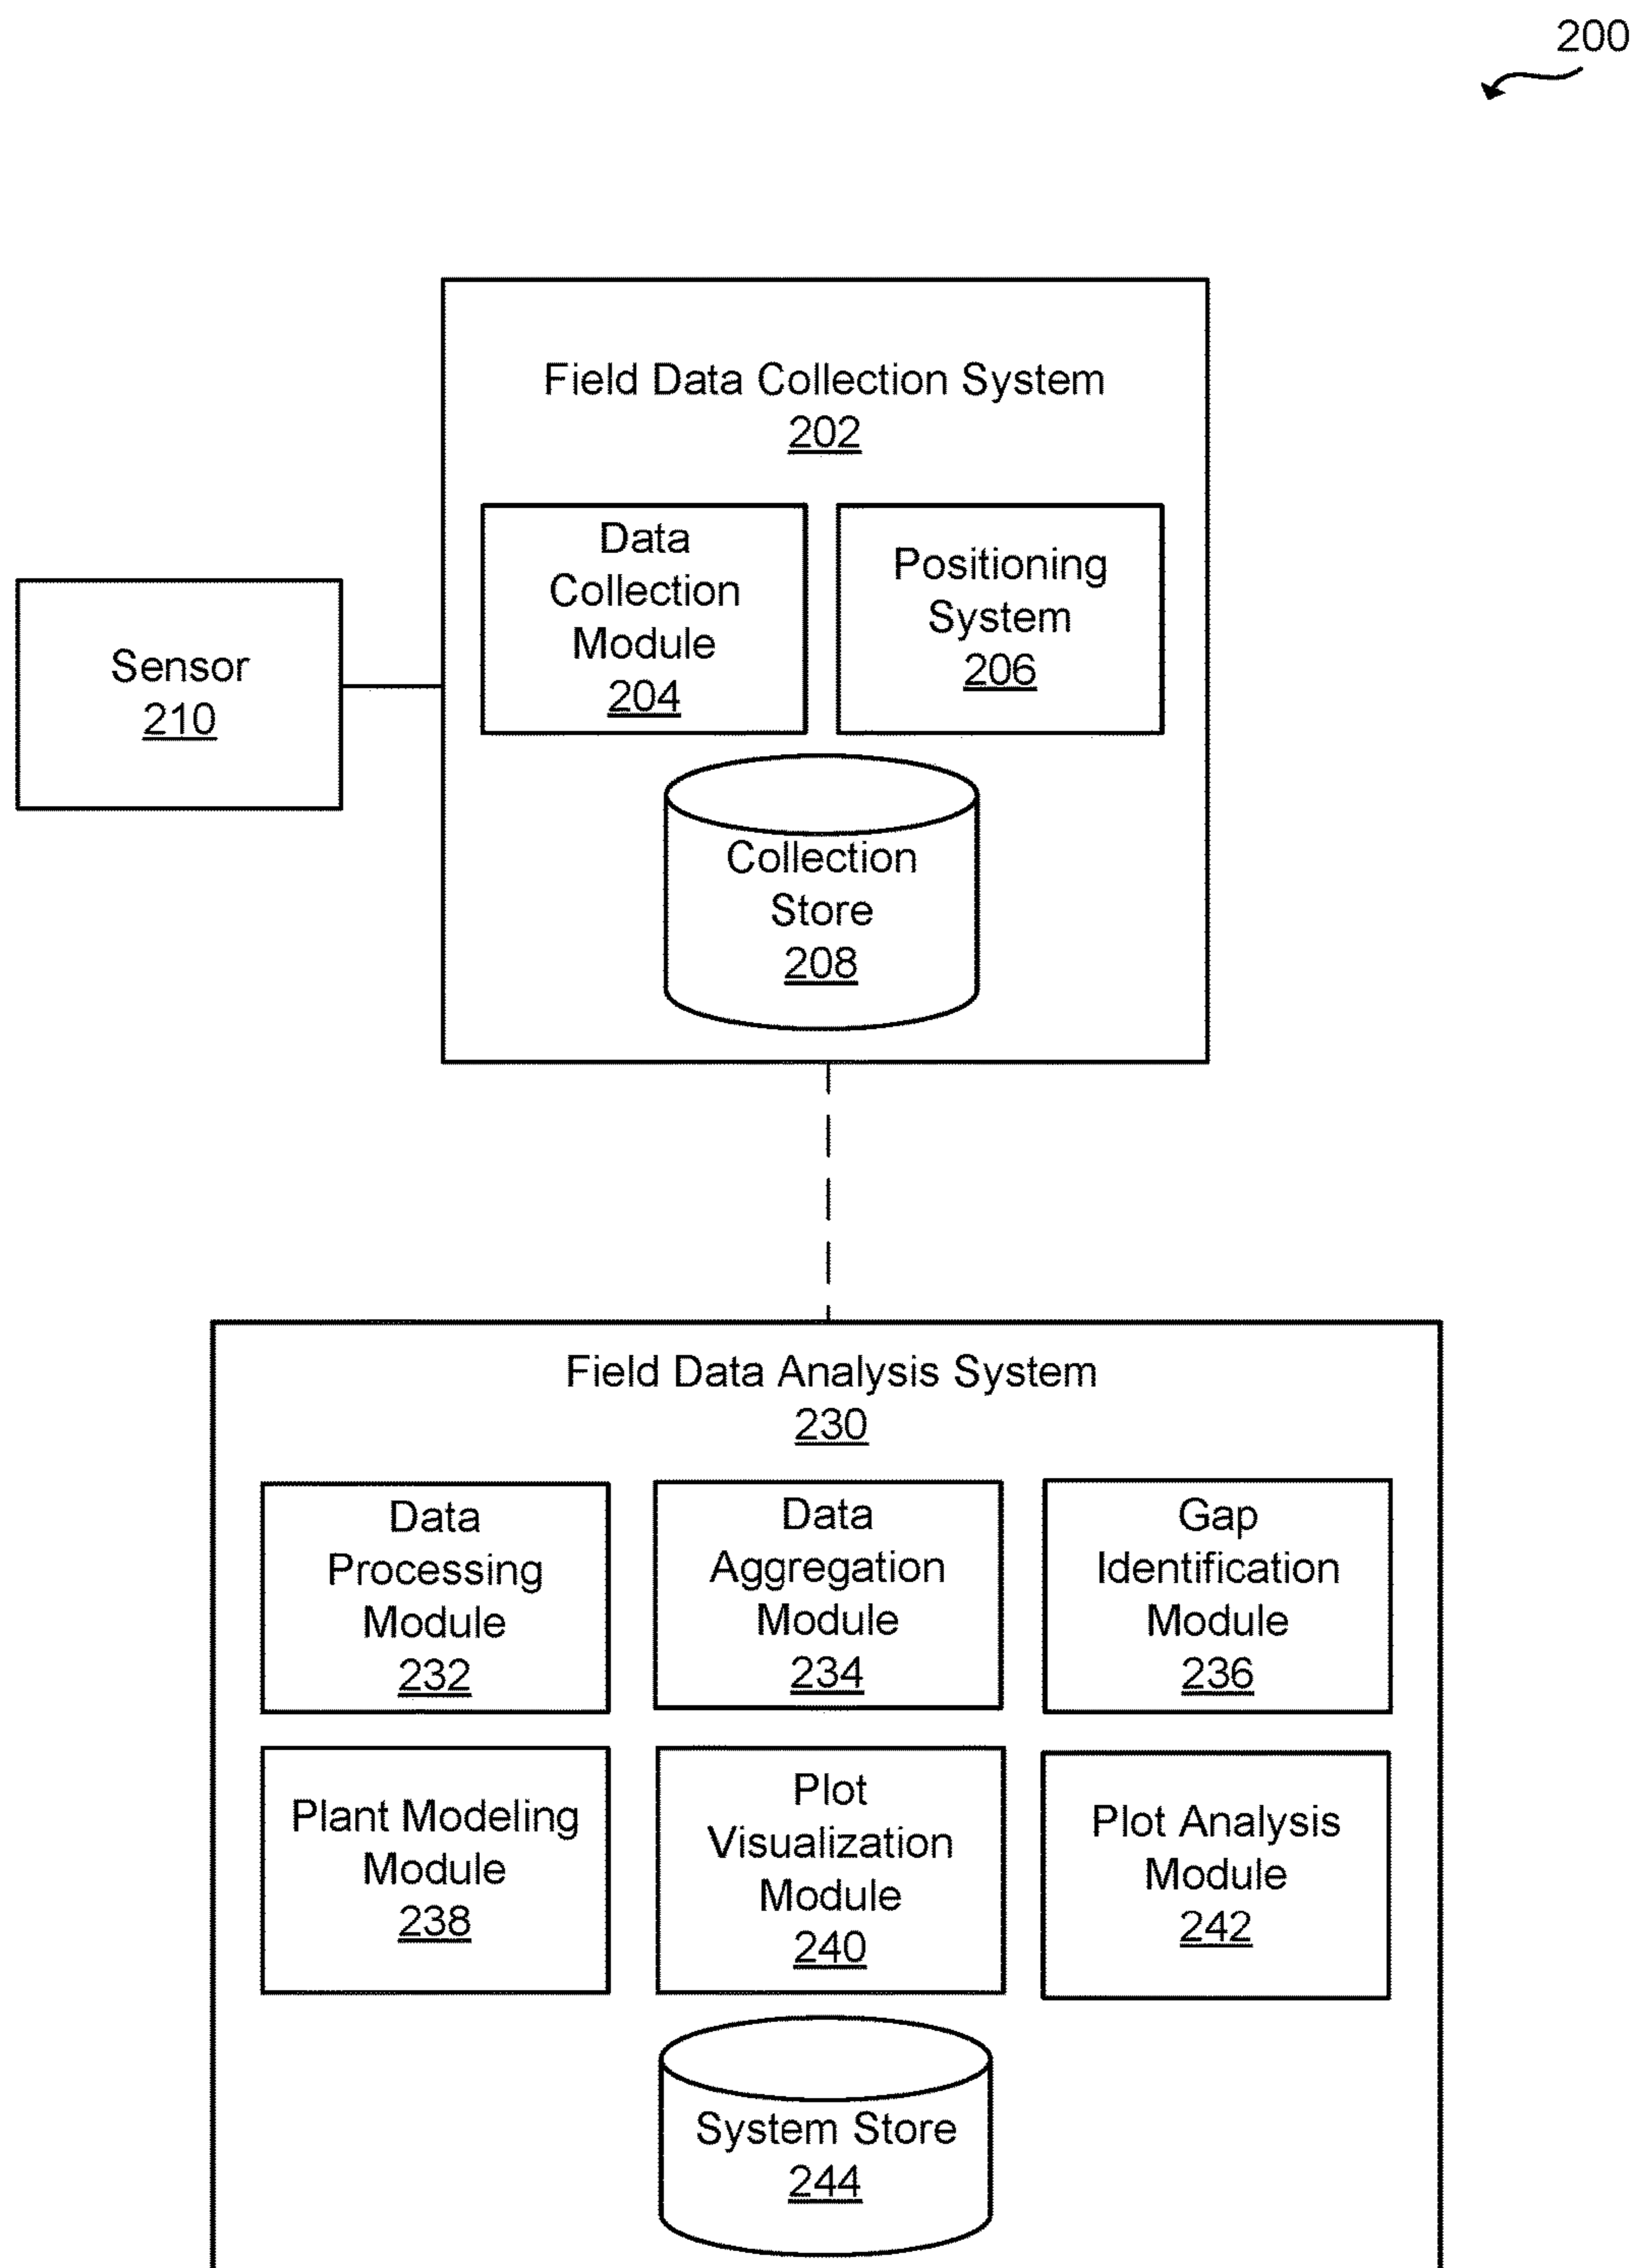 200
Field Data Collection System
202
Data
Collection
Module
204
Positioning
System
206
Sensor
210
Collection
Store
208
Field Data Analysis System
230
Data
Processing
Module
232
Data
Aggregation
Module
234
Gap
Identification
Module
236
Plant Modeling
Module
238
Plot
Visualization
Module
240
Plot Analysis
Module
242
System Store
244